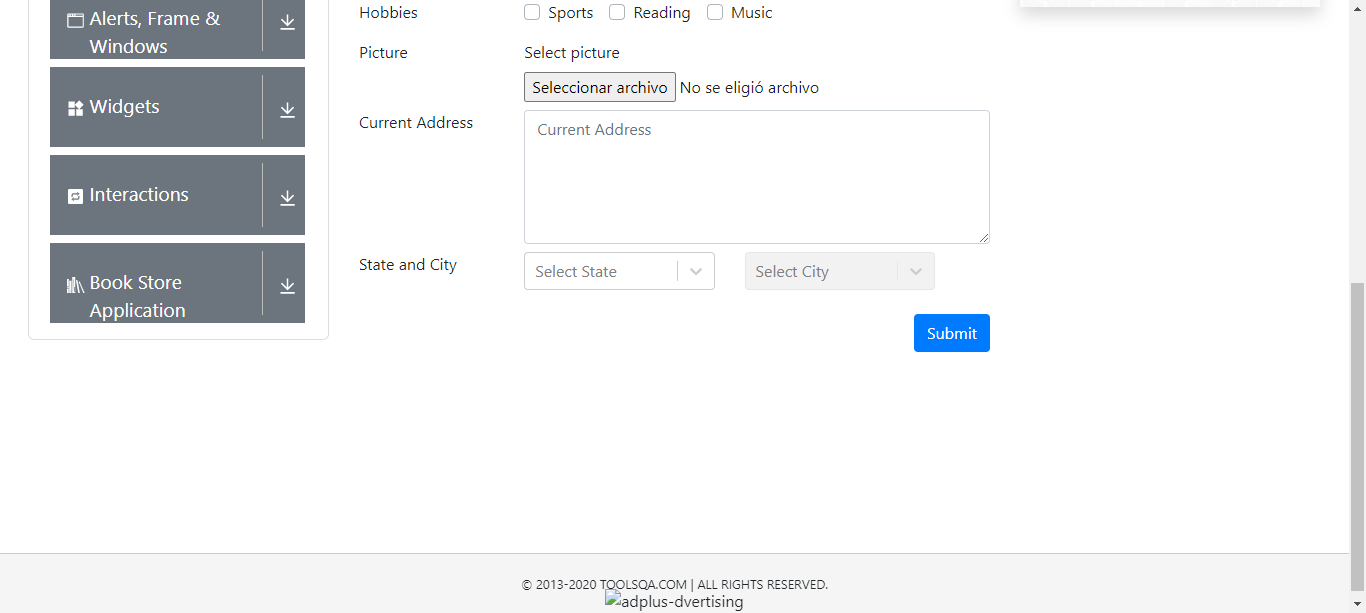 Alerts, Frame &
Windows
Widgets
Interactions
Book Store
Application
Hobbies
Sports
Reading
Music
Picture
Select picture
Seleccionar archivo No se eligió archivo
Current Address
Current Address
State and City
Select State
Select City
Submit
© 2013-2020 TOOLSQA.COM | ALL RIGHTS RESERVED.
adplus-dvertising